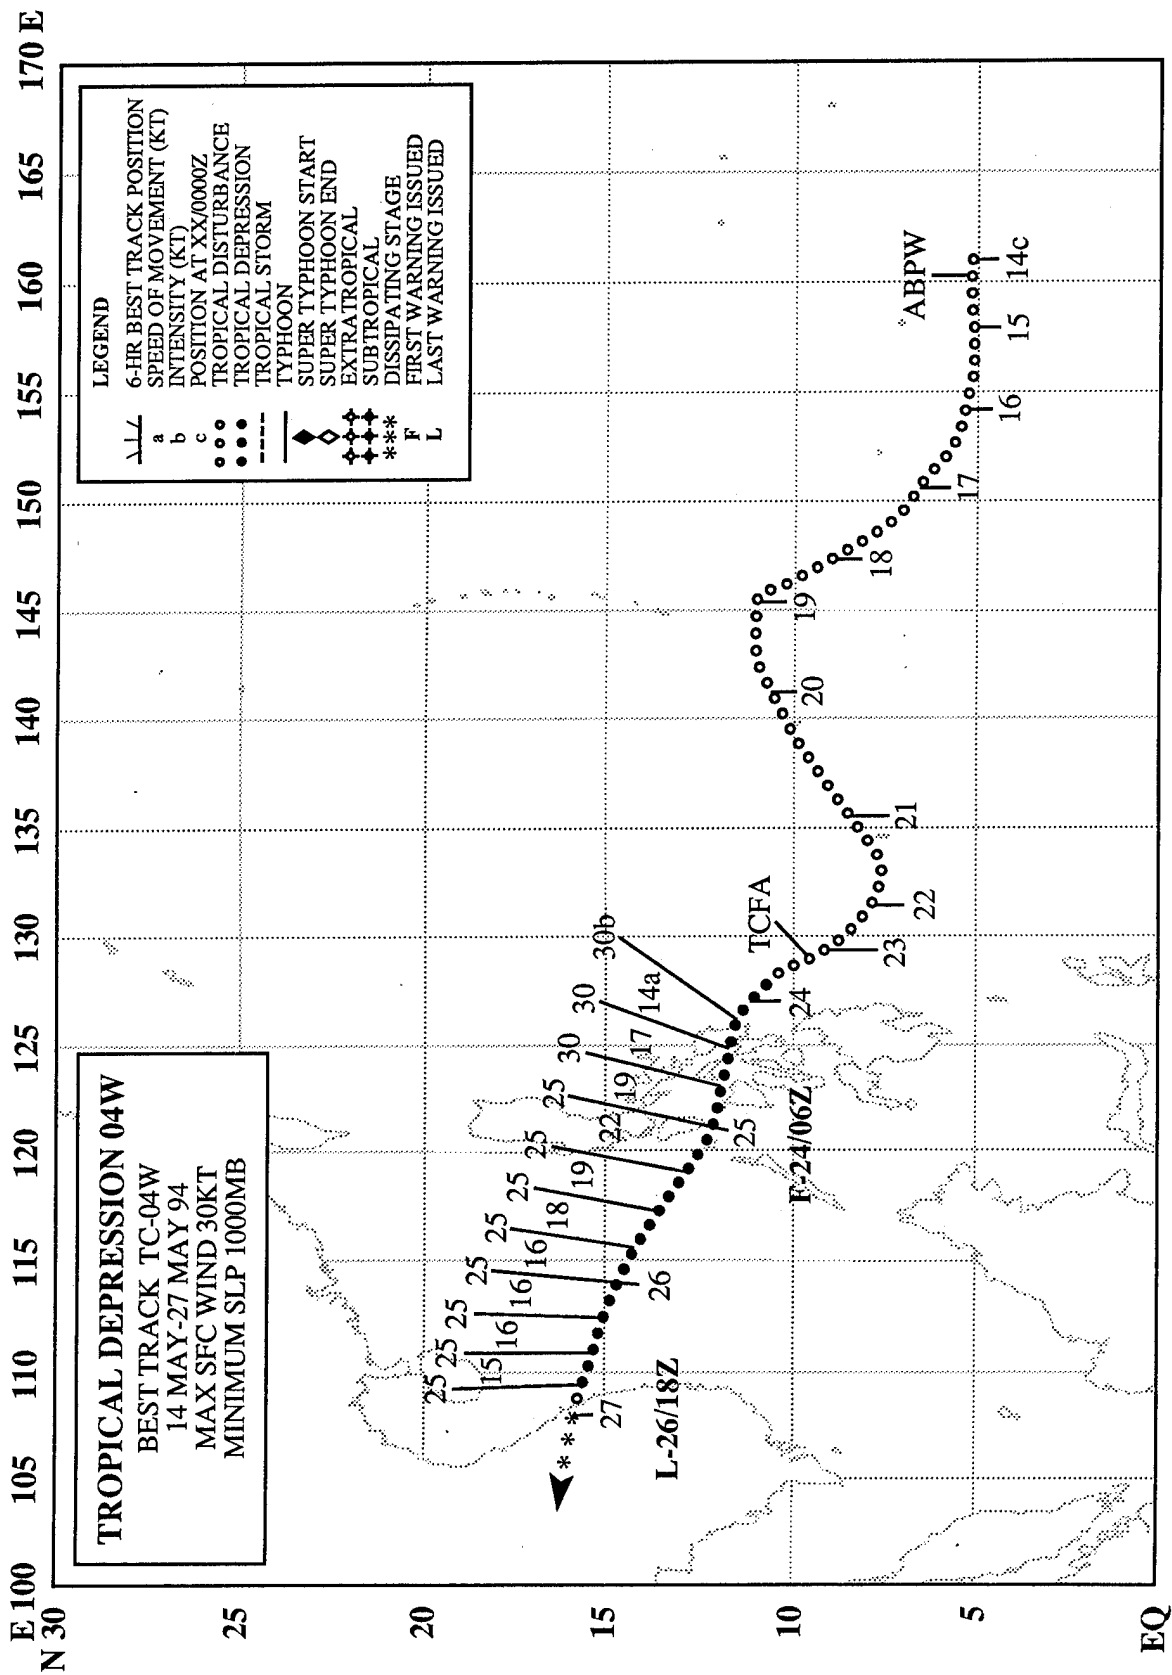 TROPICAL DEPRESSION 04W
BEST TRACK TC-04W
14 MAY-27 MAY 94
MAX SFC WIND 30KT
MINIMUM SLP 1000MB
LEGEND
6-HR BEST TRACK POSITION
a SPEED OF MOVEMENT (KT)
b INTENSITY (KT)
c POSITION AT XX/0000Z
TROPICAL DISTURBANCE
TROPICAL DEPRESSION
TROPICAL STORM
TYPHOON
SUPER TYPHOON START
SUPER TYPHOON END
EXTRATROPICAL
SUBTROPICAL
*** DISSIPATING STAGE
F FIRST WARNING ISSUED
L LAST WARNING ISSUED
E 100 105 110 115 120 125 130 135 140 145 150 155 160 165 170 E
N 30
25
20
15
10
5
EQ
25 25 25 25 25 25 25 25 30 30 30b
15 16 16 16 18 19 22 19 17 14a
27 26 25 24 23 22 21 20 19 18 17 16 15 14c
TCFA
ABPW
L-26/18Z
F-24/06Z